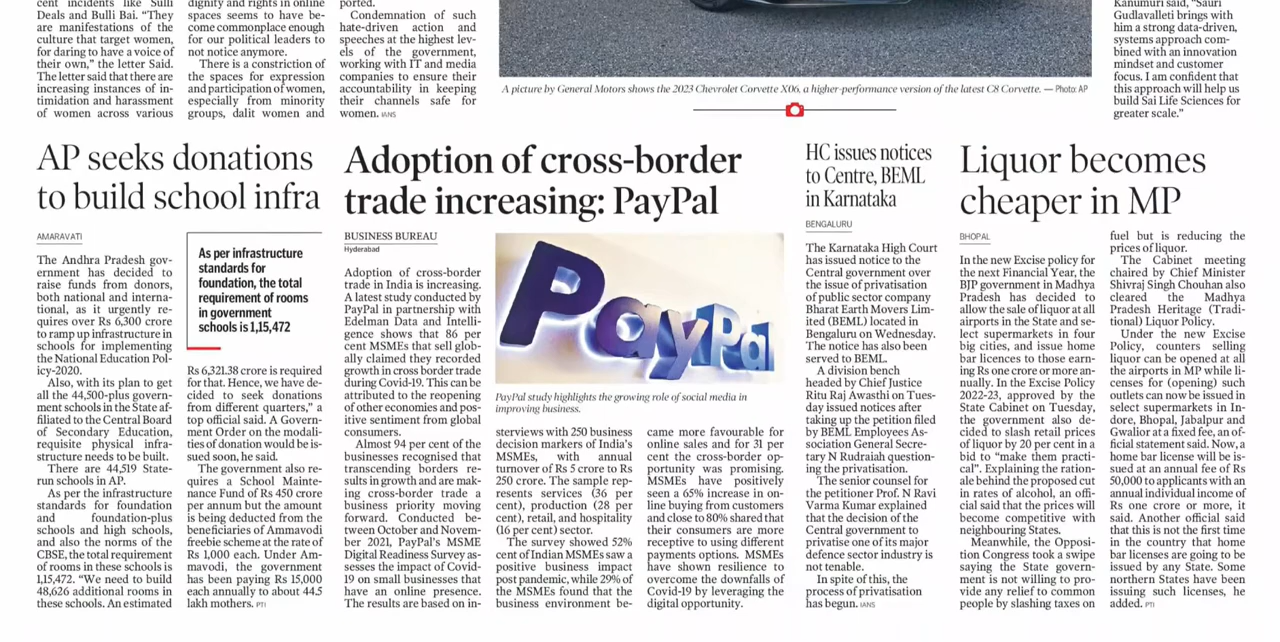 cent incidents like Sulli
Deals and Bulli Bai. “They
are manifestations of the
culture that target women,
for daring to have a voice of
their own,” the letter Said.
The letter said that there are
increasing instances of in-
timidation and harassment
of women across various
dignity and rights in online
spaces seems to have be-
come commonplace enough
for our political leaders to
not notice anymore.
There is a constriction of
the spaces for expression
and participation of women,
especially from minority
groups, dalit women and
ported.
Condemnation of such
hate-driven action and
speeches at the highest lev-
els of the government,
working with IT and media
companies to ensure their
accountability in keeping
their channels safe for
women. IANS
A picture by General Motors shows the 2023 Chevrolet Corvette X06, a higher-performance version of the latest C8 Corvette. — Photo: AP
Kanumuri said, “Sauri
Gudlavalleti brings with
him a strong data-driven,
systems approach com-
bined with an innovation
mindset and customer
focus. I am confident that
this approach will help us
build Sai Life Sciences for
greater scale.”
AP seeks donations
to build school infra
AMARAVATI
The Andhra Pradesh gov-
ernment has decided to
raise funds from donors,
both national and interna-
tional, as it urgently re-
quires over Rs 6,300 crore
to ramp up infrastructure in
schools for implementing
the National Education Pol-
icy-2020.
Also, with its plan to get
all the 44,500-plus govern-
ment schools in the State af-
filiated to the Central Board
of Secondary Education,
requisite physical infra-
structure needs to be built.
There are 44,519 State-
run schools in AP.
As per the infrastructure
standards for foundation
and foundation-plus
schools and high schools,
and also the norms of the
CBSE, the total requirement
of rooms in these schools is
1,15,472. “We need to build
48,626 additional rooms in
these schools. An estimated
As per infrastructure
standards for
foundation, the total
requirement of rooms
in government
schools is 1,15,472
Rs 6,321.38 crore is required
for that. Hence, we have de-
cided to seek donations
from different quarters,” a
top official said. A Govern-
ment Order on the modali-
ties of donation would be is-
sued soon, he said.
The government also re-
quires a School Mainte-
nance Fund of Rs 450 crore
per annum but the amount
is being deducted from the
beneficiaries of Ammavodi
freebie scheme at the rate of
Rs 1,000 each. Under Am-
mavodi, the government
has been paying Rs 15,000
each annually to about 44.5
lakh mothers. PTI
Adoption of cross-border
trade increasing: PayPal
BUSINESS BUREAU
Hyderabad
Adoption of cross-border
trade in India is increasing.
A latest study conducted by
PayPal in partnership with
Edelman Data and Intelli-
gence shows that 86 per
cent MSMEs that sell glob-
ally claimed they recorded
growth in cross border trade
during Covid-19. This can be
attributed to the reopening
of other economies and pos-
itive sentiment from global
consumers.
Almost 94 per cent of the
businesses recognised that
transcending borders re-
sults in growth and are mak-
ing cross-border trade a
business priority moving
forward. Conducted be-
tween October and Novem-
ber 2021, PayPal’s MSME
Digital Readiness Survey as-
sesses the impact of Covid-
19 on small businesses that
have an online presence.
The results are based on in-
PayPal
PayPal study highlights the growing role of social media in
improving business.
terviews with 250 business
decision markers of India’s
MSMEs, with annual
turnover of Rs 5 crore to Rs
250 crore. The sample rep-
resents services (36 per
cent), production (28 per
cent), retail, and hospitality
(16 per cent) sector.
The survey showed 52%
cent of Indian MSMEs saw a
positive business impact
post pandemic, while 29% of
the MSMEs found that the
business environment be-
came more favourable for
online sales and for 31 per
cent the cross-border op-
portunity was promising.
MSMEs have positively
seen a 65% increase in on-
line buying from customers
and close to 80% shared that
their consumers are more
receptive to using different
payments options. MSMEs
have shown resilience to
overcome the downfalls of
Covid-19 by leveraging the
digital opportunity.
HC issues notices
to Centre, BEML
in Karnataka
BENGALURU
The Karnataka High Court
has issued notice to the
Central government over
the issue of privatisation
of public sector company
Bharat Earth Movers Lim-
ited (BEML) located in
Bengaluru on Wednesday.
The notice has also been
served to BEML.
A division bench
headed by Chief Justice
Ritu Raj Awasthi on Tues-
day issued notices after
taking up the petition filed
by BEML Employees As-
sociation General Secre-
tary N Rudraiah question-
ing the privatisation.
The senior counsel for
the petitioner Prof. N Ravi
Varma Kumar explained
that the decision of the
Central government to
privatise one of its major
defence sector industry is
not tenable.
In spite of this, the
process of privatisation
has begun. IANS
Liquor becomes
cheaper in MP
BHOPAL
In the new Excise policy for
the next Financial Year, the
BJP government in Madhya
Pradesh has decided to
allow the sale of liquor at all
airports in the State and se-
lect supermarkets in four
big cities, and issue home
bar licences to those earn-
ing Rs one crore or more an-
nually. In the Excise Policy
2022-23, approved by the
State Cabinet on Tuesday,
the government also de-
cided to slash retail prices
of liquor by 20 per cent in a
bid to “make them practi-
cal”. Explaining the ration-
ale behind the proposed cut
in rates of alcohol, an offi-
cial said that the prices will
become competitive with
neighbouring States.
Meanwhile, the Opposi-
tion Congress took a swipe
saying the State govern-
ment is not willing to pro-
vide any relief to common
people by slashing taxes on
fuel but is reducing the
prices of liquor.
The Cabinet meeting
chaired by Chief Minister
Shivraj Singh Chouhan also
cleared the Madhya
Pradesh Heritage (Tradi-
tional) Liquor Policy.
Under the new Excise
Policy, counters selling
liquor can be opened at all
the airports in MP while li-
censes for (opening) such
outlets can now be issued in
select supermarkets in In-
dore, Bhopal, Jabalpur and
Gwalior at a fixed fee, an of-
ficial statement said. Now, a
home bar license will be is-
sued at an annual fee of Rs
50,000 to applicants with an
annual individual income of
Rs one crore or more, it
said. Another official said
that this is not the first time
in the country that home
bar licenses are going to be
issued by any State. Some
northern States have been
issuing such licenses, he
added. PTI